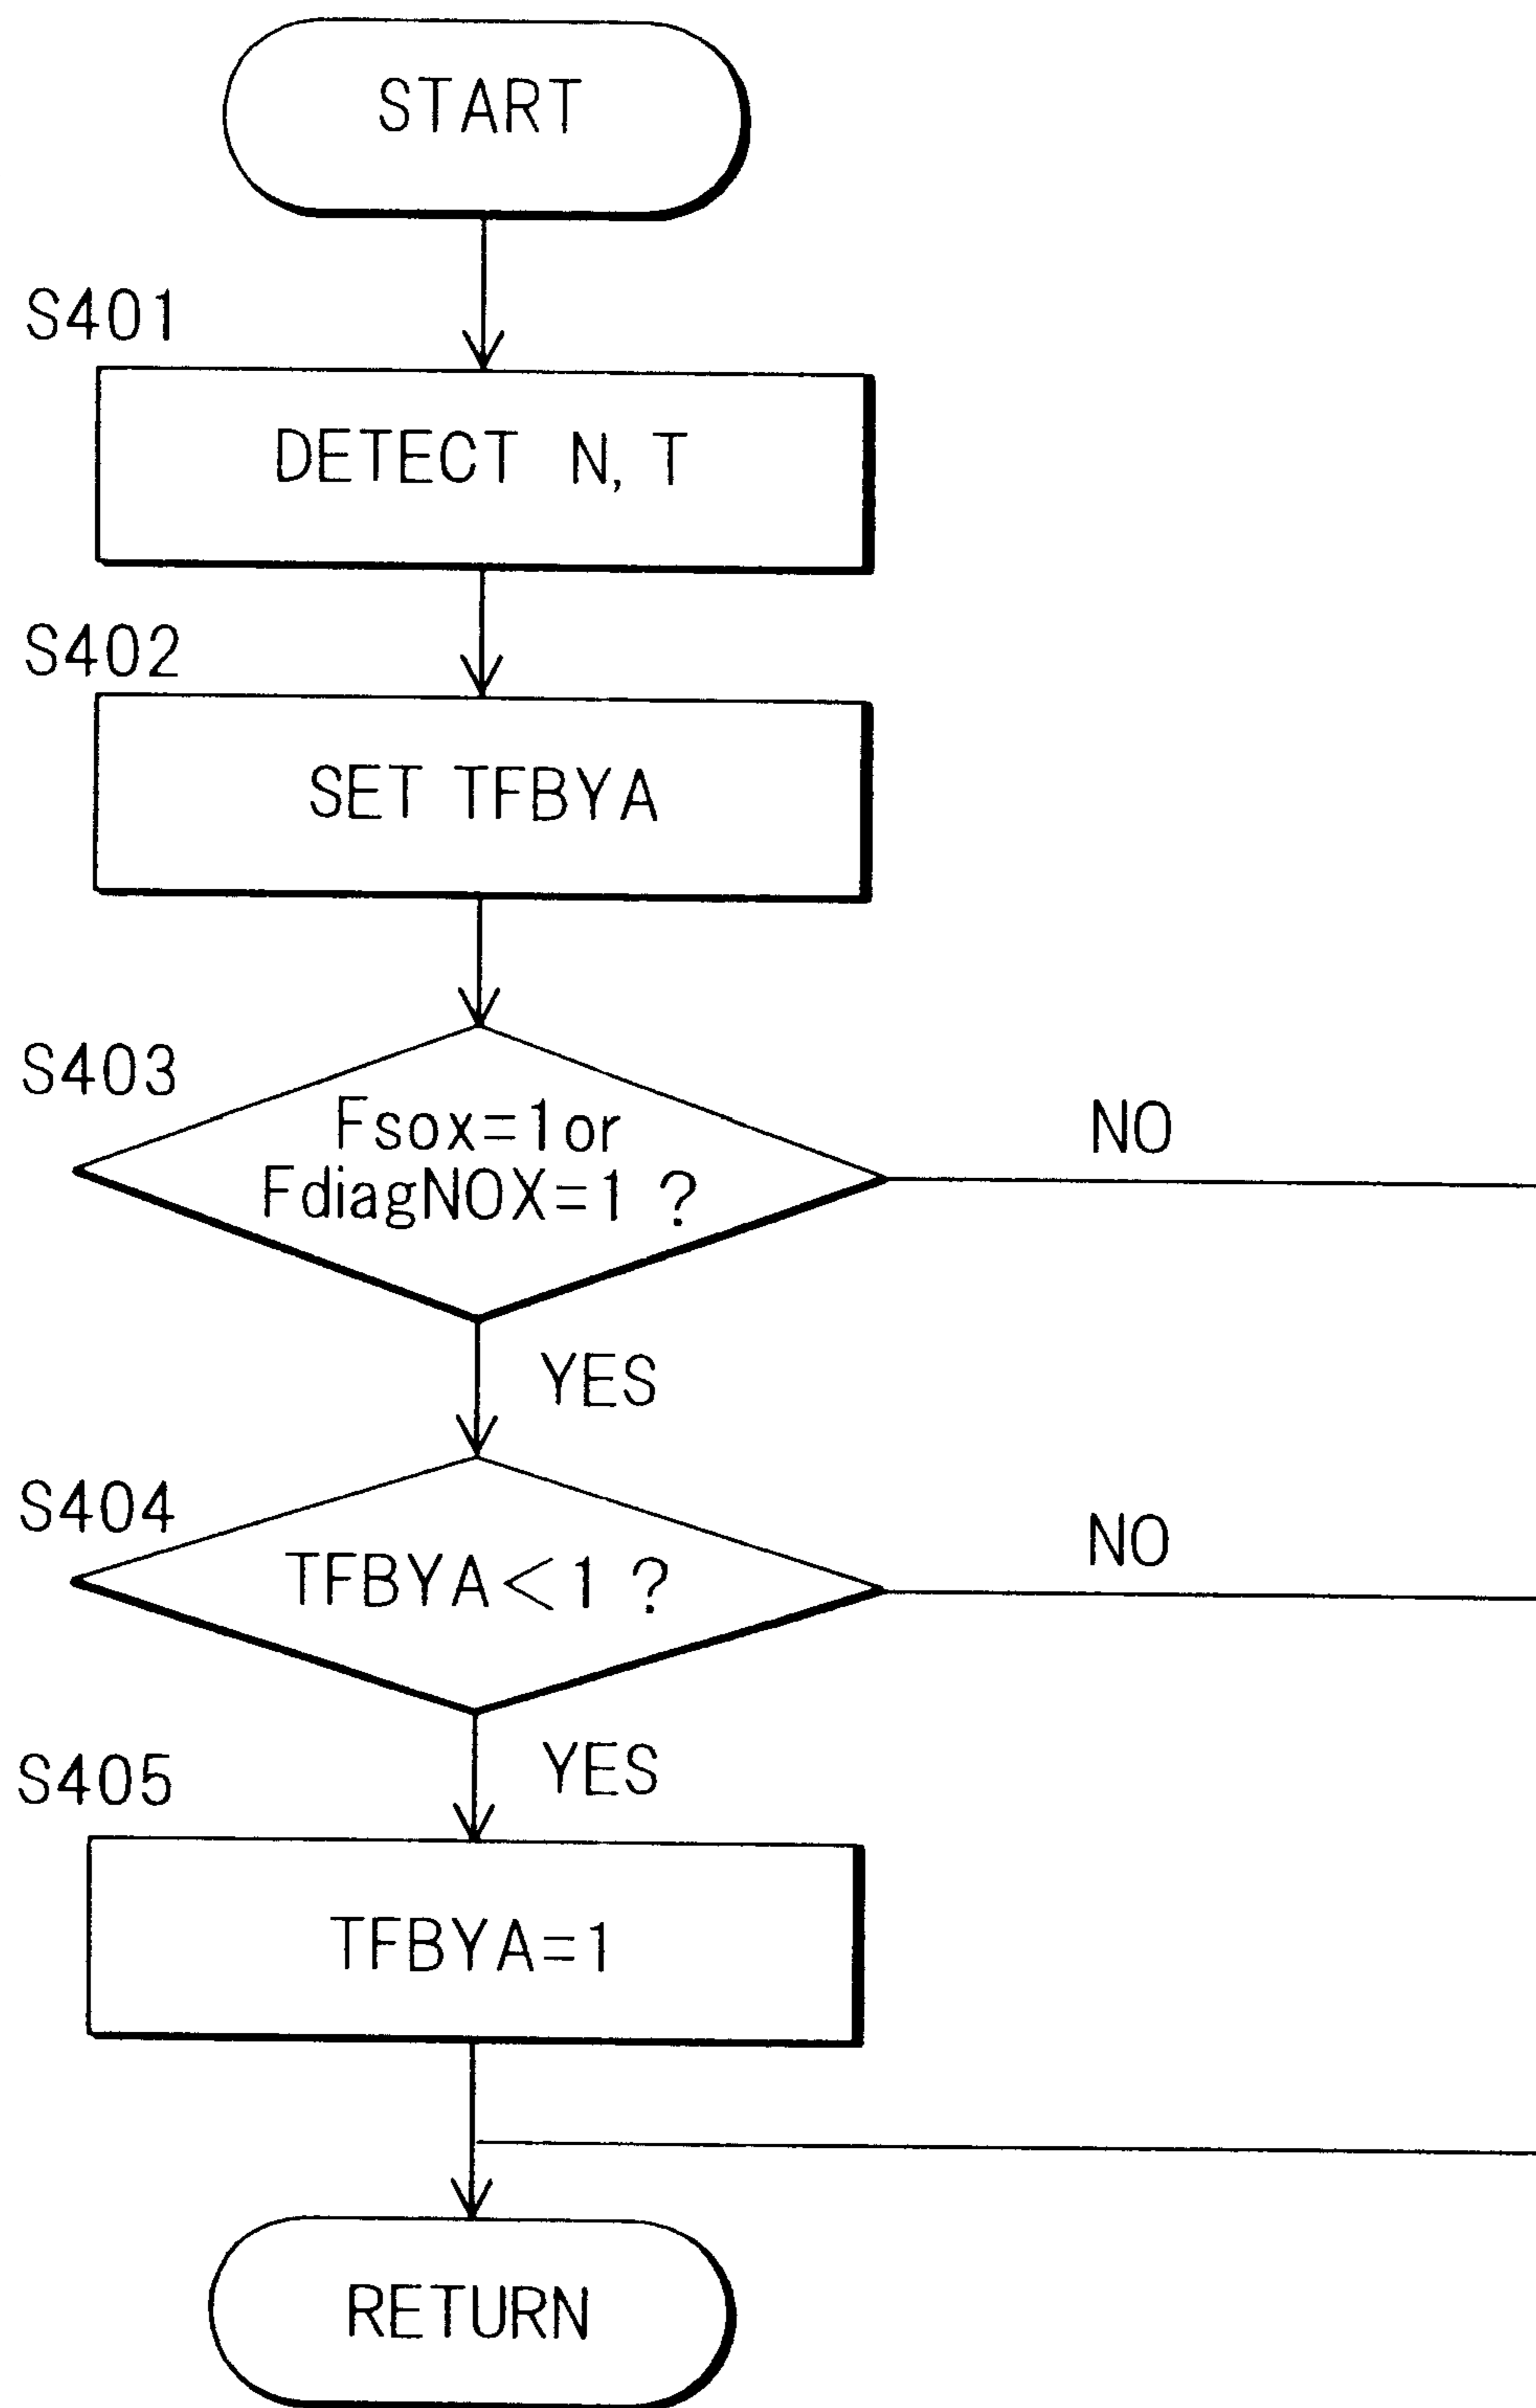 START
S401
DETECT N, T
S402
SET TFBYA
S403
Fsox=1or
FdiagNOX=1 ?
NO
YES
S404
TFBYA<1 ?
NO
YES
S405
TFBYA=1
RETURN